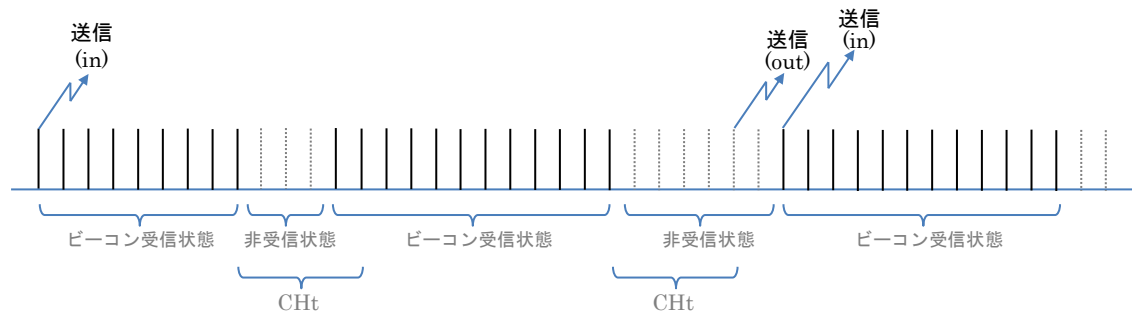 送信
(in)
送信
(out)
送信
(in)
ビーコン受信状態
非受信状態
ビーコン受信状態
非受信状態
ビーコン受信状態
CHt
CHt